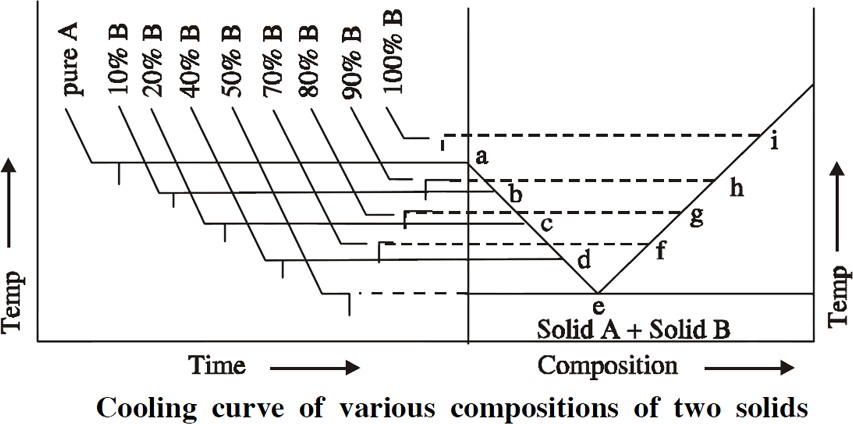 pure A
10% B
20% B
40% B
50% B
70% B
80% B
90% B
100% B
a
b
c
d
e
f
g
h
i
Temp
Temp
Solid A + Solid B
Time
Composition
Cooling curve of various compositions of two solids